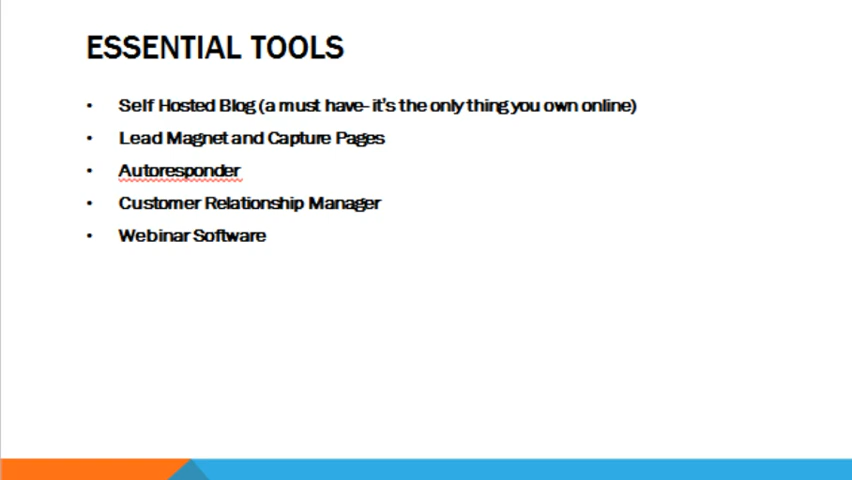 ESSENTIAL TOOLS
• Self Hosted Blog (a must have- it's the only thing you own online)
• Lead Magnet and Capture Pages
• Autoresponder
• Customer Relationship Manager
• Webinar Software